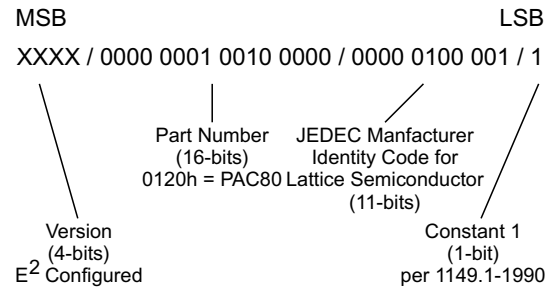 MSB LSB
XXXX / 0000 0001 0010 0000 / 0000 0100 001 / 1
Part Number
(16-bits)
0120h = PAC80
JEDEC Manfacturer
Identity Code for
Lattice Semiconductor
(11-bits)
Version
(4-bits)
E² Configured
Constant 1
(1-bit)
per 1149.1-1990